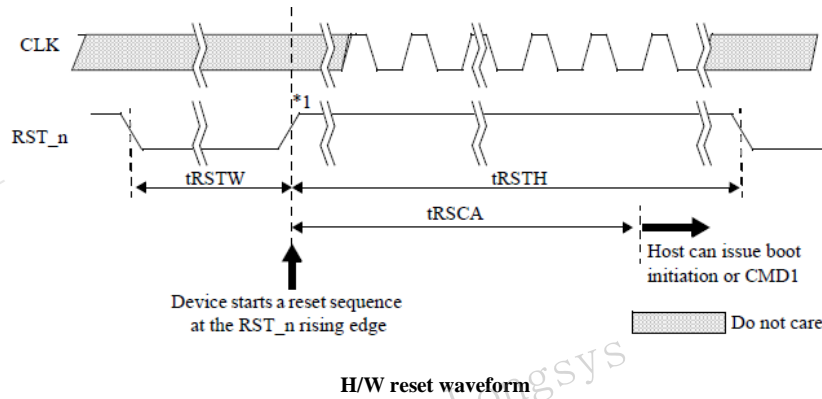 CLK
*1
RST_n
tRSTW
tRSTH
tRSCA
Host can issue boot
initiation or CMD1
Device starts a reset sequence
at the RST_n rising edge
Do not care
H/W reset waveform